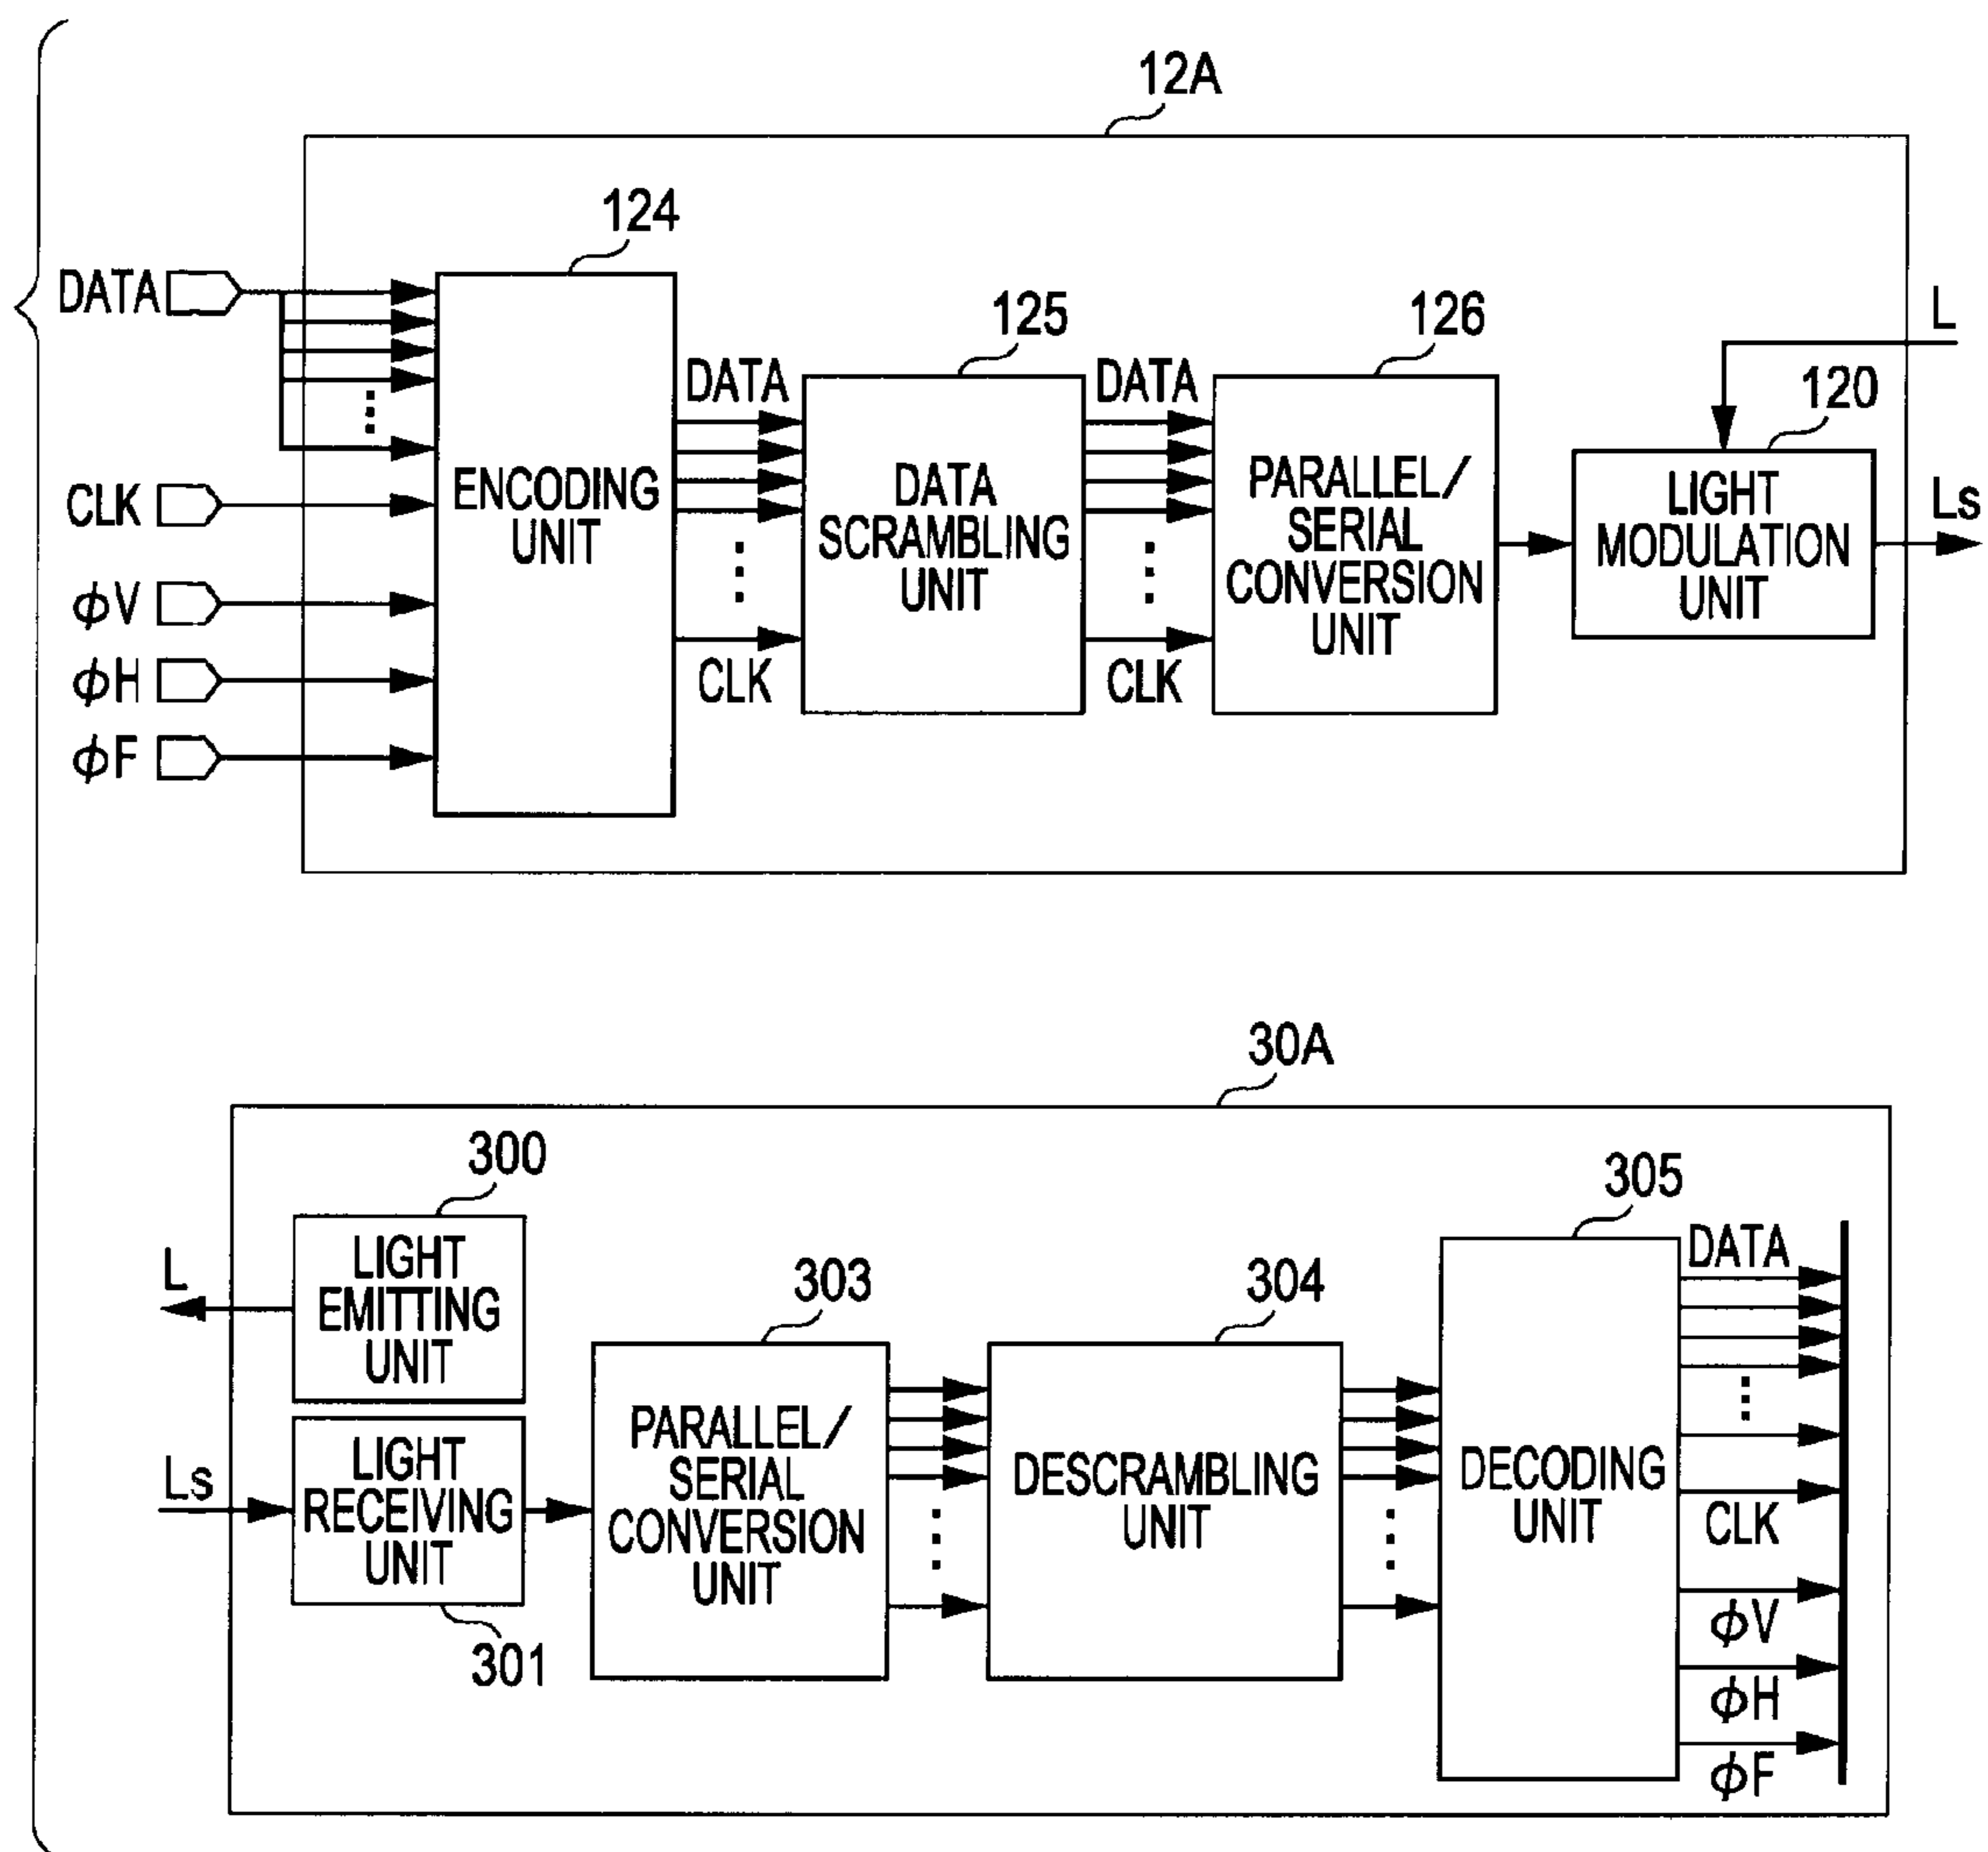 12A
124
DATA
CLK
ϕV
ϕH
ϕF
ENCODING
UNIT
DATA
CLK
125
DATA
SCRAMBLING
UNIT
DATA
CLK
126
PARALLEL/
SERIAL
CONVERSION
UNIT
L
120
LIGHT
MODULATION
UNIT
Ls
30A
300
LIGHT
EMITTING
UNIT
L
Ls
LIGHT
RECEIVING
UNIT
301
303
PARALLEL/
SERIAL
CONVERSION
UNIT
304
DESCRAMBLING
UNIT
305
DECODING
UNIT
DATA
CLK
ϕV
ϕH
ϕF